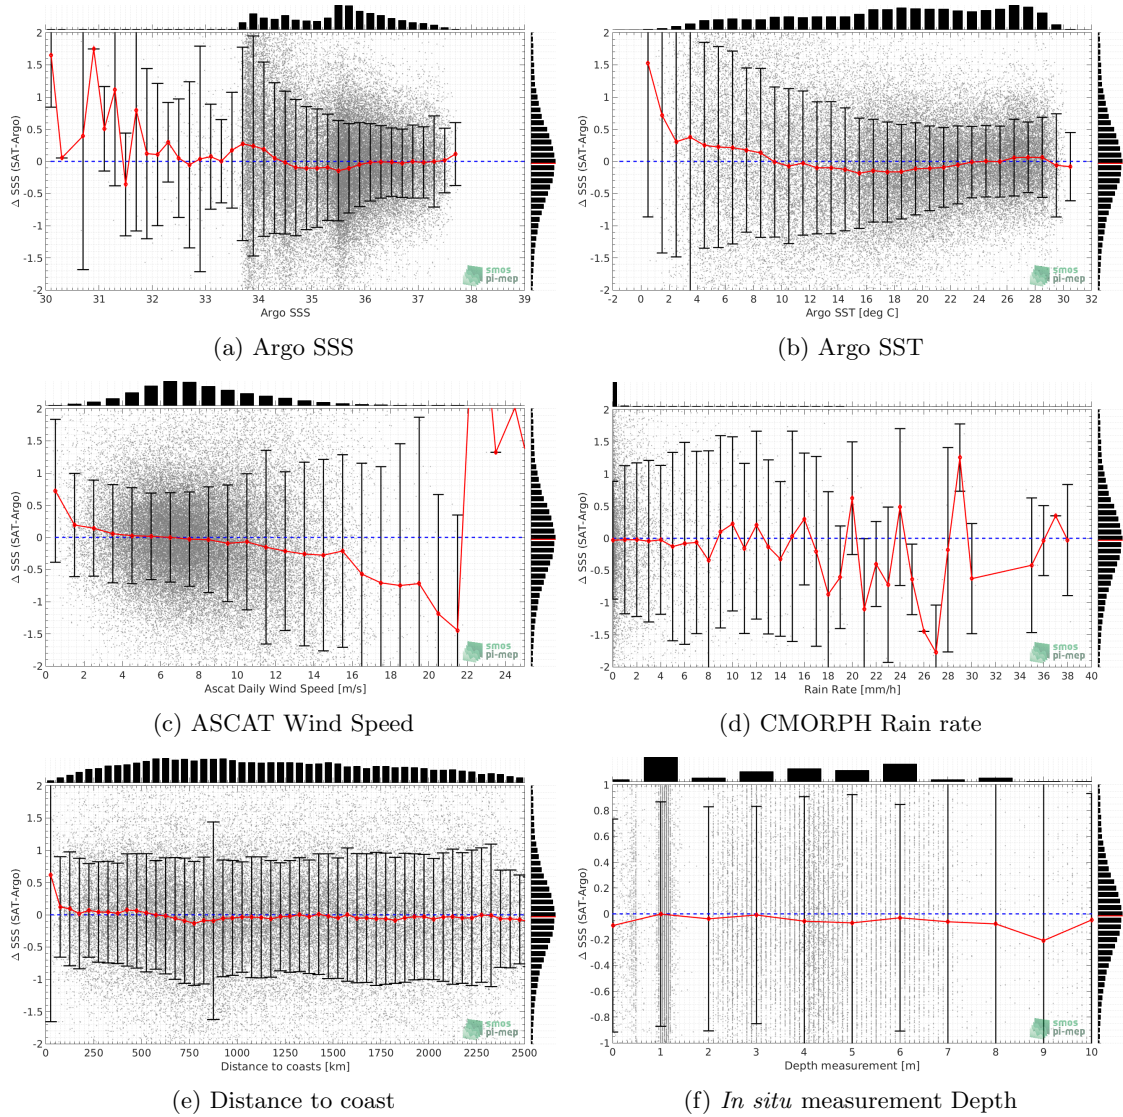 2
1.5
1
0.5
0
-0.5
-1
-1.5
-2
Δ SSS (SAT-Argo)
smos
pi-mep
30 31 32 33 34 35 36 37 38 39
Argo SSS
(a) Argo SSS
2
1.5
1
0.5
0
-0.5
-1
-1.5
-2
Δ SSS (SAT-Argo)
smos
pi-mep
-2 0 2 4 6 8 10 12 14 16 18 20 22 24 26 28 30 32
Argo SST [deg C]
(b) Argo SST
2
1.5
1
0.5
0
-0.5
-1
-1.5
-2
Δ SSS (SAT-Argo)
smos
pi-mep
0 2 4 6 8 10 12 14 16 18 20 22 24
Ascat Daily Wind Speed [m/s]
(c) ASCAT Wind Speed
2
1.5
1
0.5
0
-0.5
-1
-1.5
-2
Δ SSS (SAT-Argo)
smos
pi-mep
0 2 4 6 8 10 12 14 16 18 20 22 24 26 28 30 32 34 36 38 40
Rain Rate [mm/h]
(d) CMORPH Rain rate
2
1.5
1
0.5
0
-0.5
-1
-1.5
-2
Δ SSS (SAT-Argo)
smos
pi-mep
0 250 500 750 1000 1250 1500 1750 2000 2250 2500
Distance to coasts [km]
(e) Distance to coast
1
0.8
0.6
0.4
0.2
0
-0.2
-0.4
-0.6
-0.8
-1
Δ SSS (SAT-Argo)
smos
pi-mep
0 1 2 3 4 5 6 7 8 9 10
Depth measurement [m]
(f) In situ measurement Depth